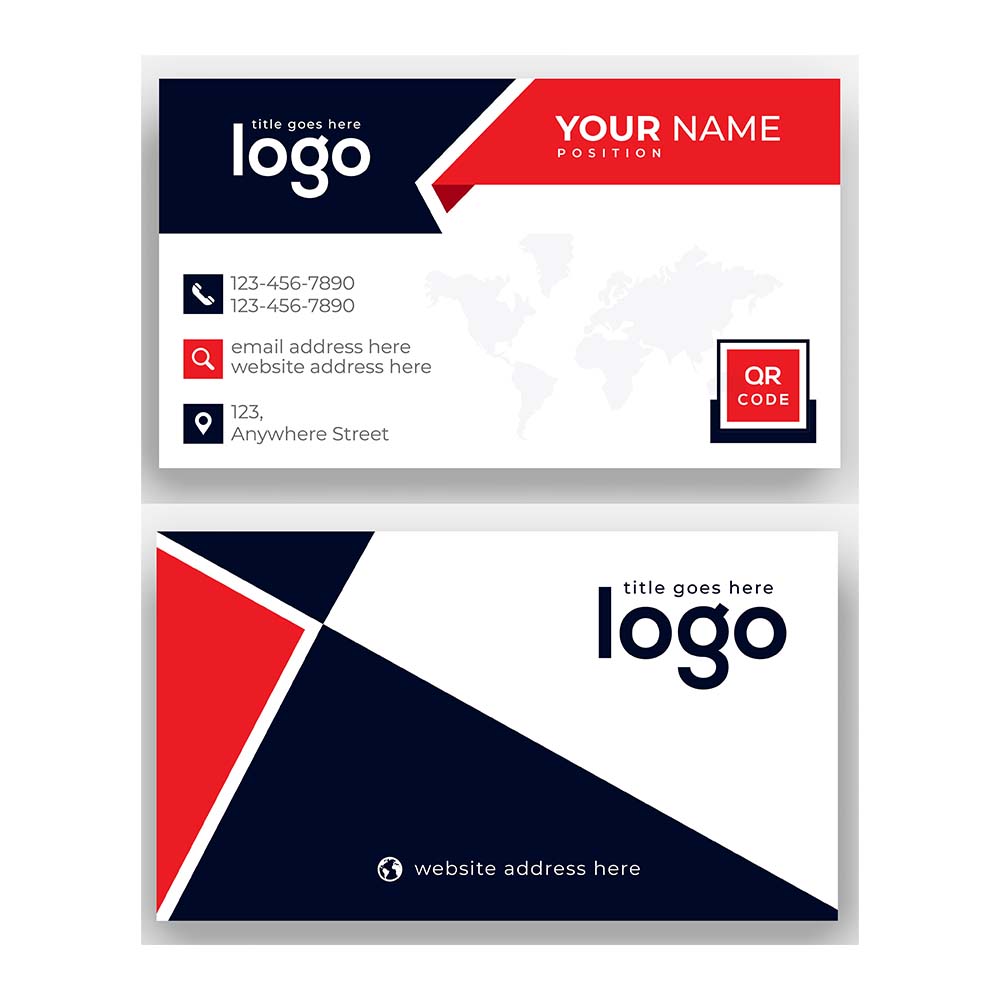 title goes here
logo
YOUR NAME
POSITION
123-456-7890
123-456-7890
email address here
website address here
123,
Anywhere Street
QR
CODE
title goes here
logo
website address here